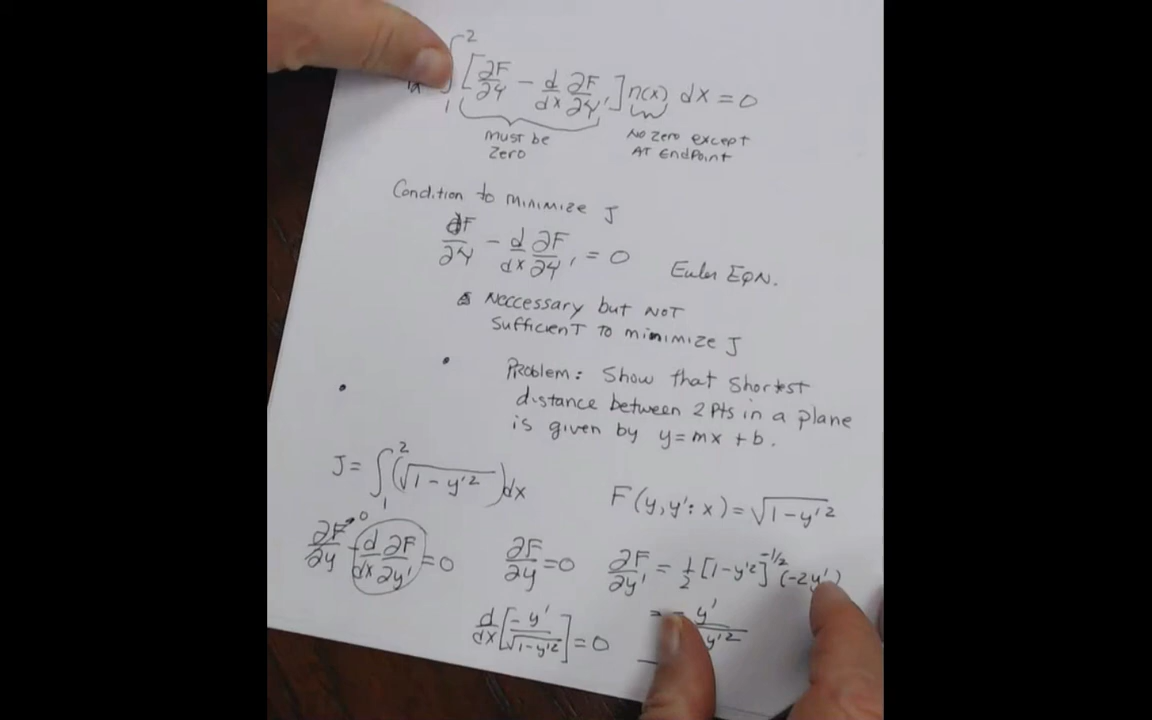 ∫₁² [∂F/∂y − d/dx ∂F/∂y'] n(x) dx = 0
Must be Zero
No Zero except AT EndPoint
Condition to minimize J
∂F/∂y − d/dx ∂F/∂y' = 0 Euler EQN.
Neccessary but NOT
Sufficient to minimize J
Problem: Show that Shortest
distance between 2 Pts in a plane
is given by y=mx+b.
J = ∫₁² (√(1−y'²)) dx F(y,y':x) = √(1−y'²)
∂F/∂y → 0 − d/dx ∂F/∂y' = 0 ∂F/∂y = 0 ∂F/∂y' = 1/2 [1−y'²]^(−1/2) (−2y')
d/dx [−y'/√(1−y'²)] = 0 = − y'/ y'²